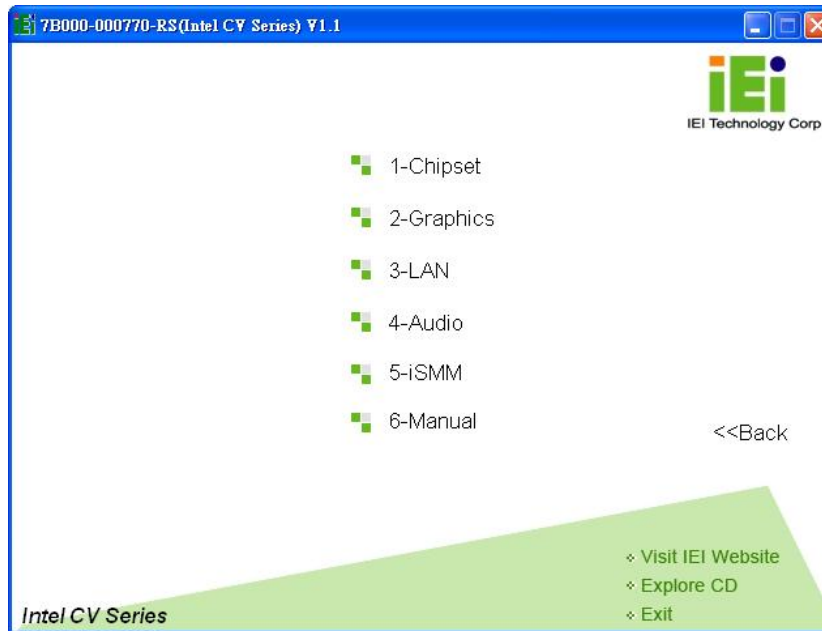 7B000-000770-RS(Intel CV Series) V1.1
iEi
IEI Technology Corp
1-Chipset
2-Graphics
3-LAN
4-Audio
5-iSMM
6-Manual
<<Back
Visit IEI Website
Explore CD
Exit
Intel CV Series